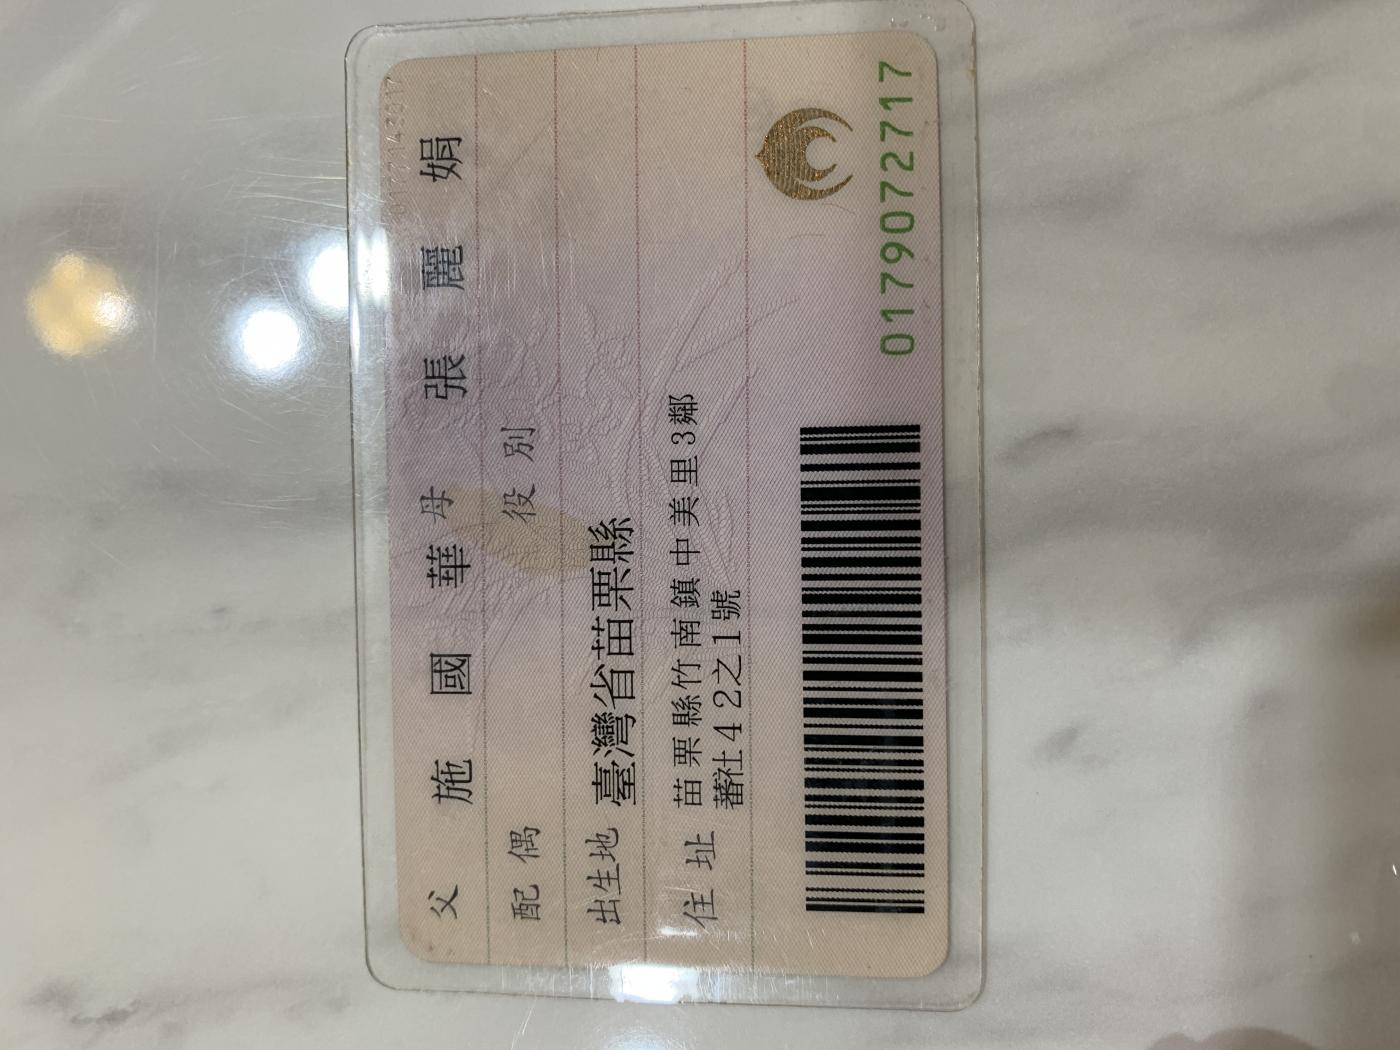 父 施國華 母 張麗娟
配偶 役別
出生地 臺灣省苗栗縣
住址 苗栗縣竹南鎮中美里3鄰
蕃社42之1號
0179072717